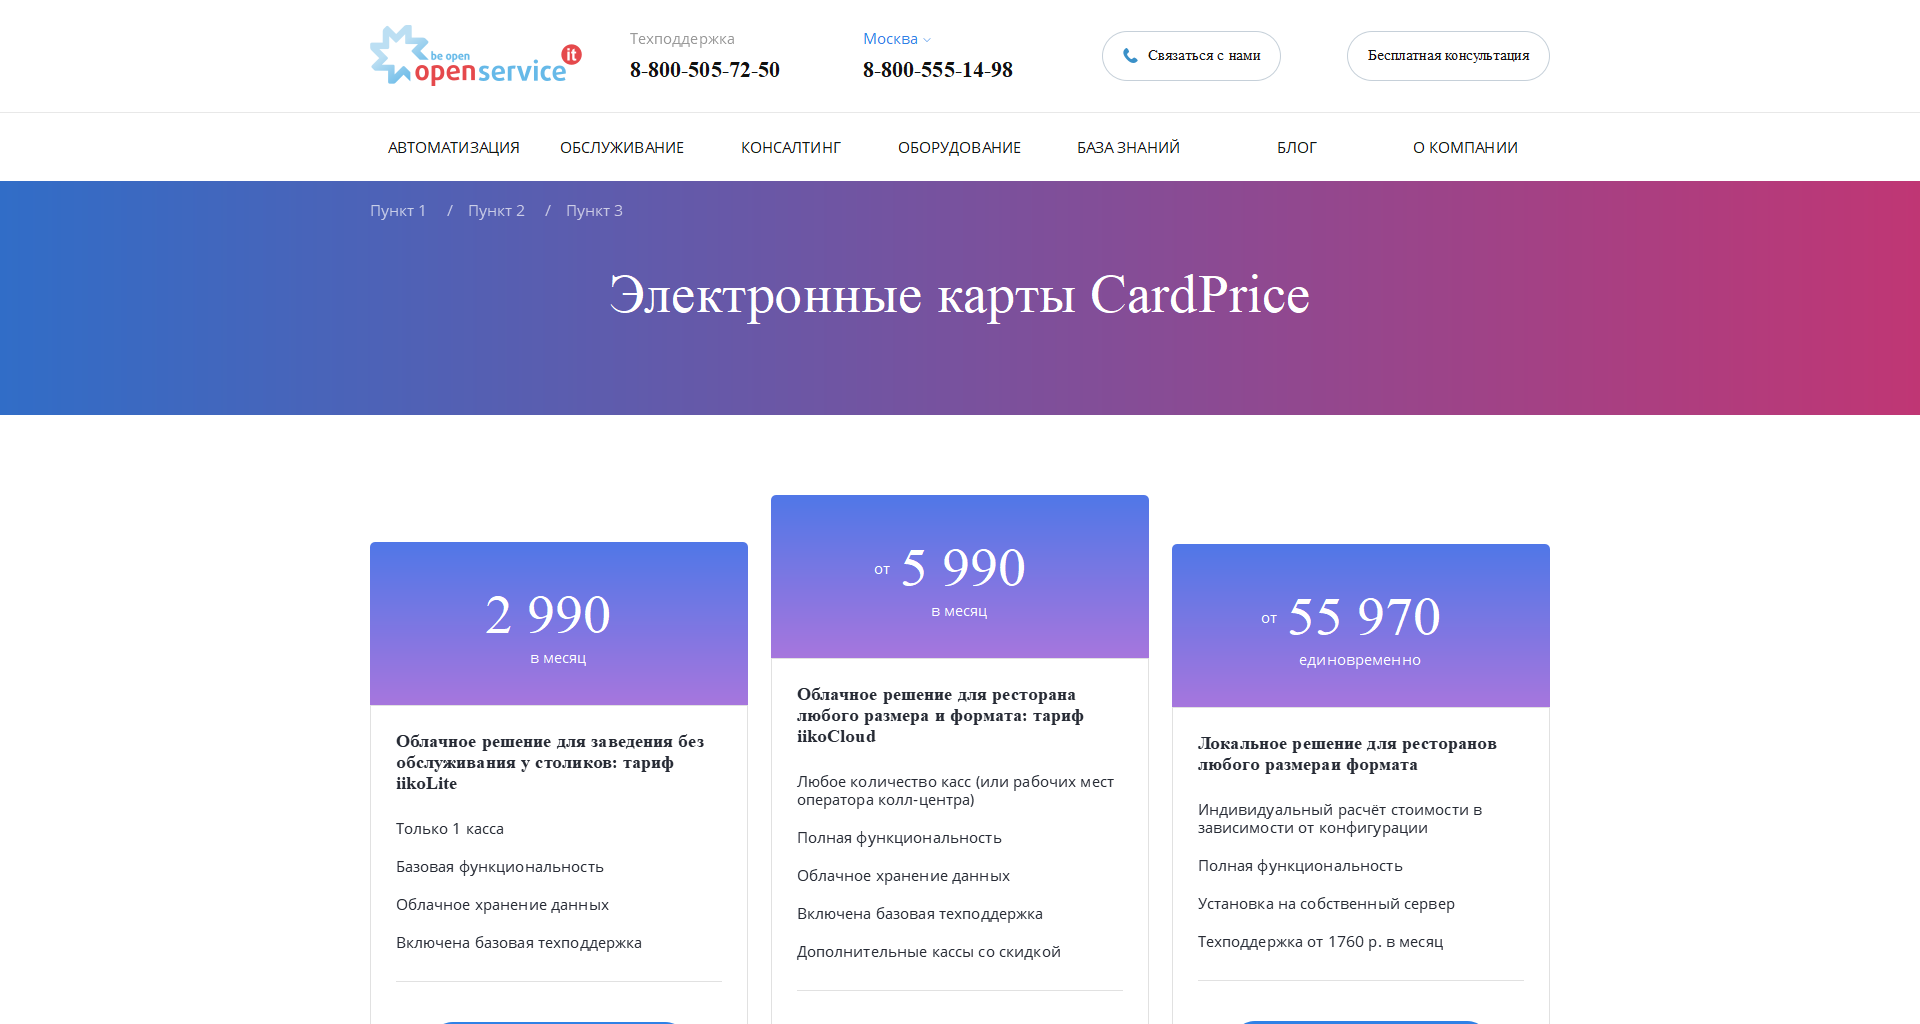 be open
openservice it
Техподдержка
8-800-505-72-50
Москва
8-800-555-14-98
Связаться с нами
Бесплатная консультация
АВТОМАТИЗАЦИЯ ОБСЛУЖИВАНИЕ КОНСАЛТИНГ ОБОРУДОВАНИЕ БАЗА ЗНАНИЙ БЛОГ О КОМПАНИИ
Пункт 1 / Пункт 2 / Пункт 3
Электронные карты CardPrice
2 990
в месяц
Облачное решение для заведения без
обслуживания у столиков: тариф
iikoLite
Только 1 касса
Базовая функциональность
Облачное хранение данных
Включена базовая техподдержка
от 5 990
в месяц
Облачное решение для ресторана
любого размера и формата: тариф
iikoCloud
Любое количество касс (или рабочих мест
оператора колл-центра)
Полная функциональность
Облачное хранение данных
Включена базовая техподдержка
Дополнительные кассы со скидкой
от 55 970
единовременно
Локальное решение для ресторанов
любого размераи формата
Индивидуальный расчёт стоимости в
зависимости от конфигурации
Полная функциональность
Установка на собственный сервер
Техподдержка от 1760 р. в месяц